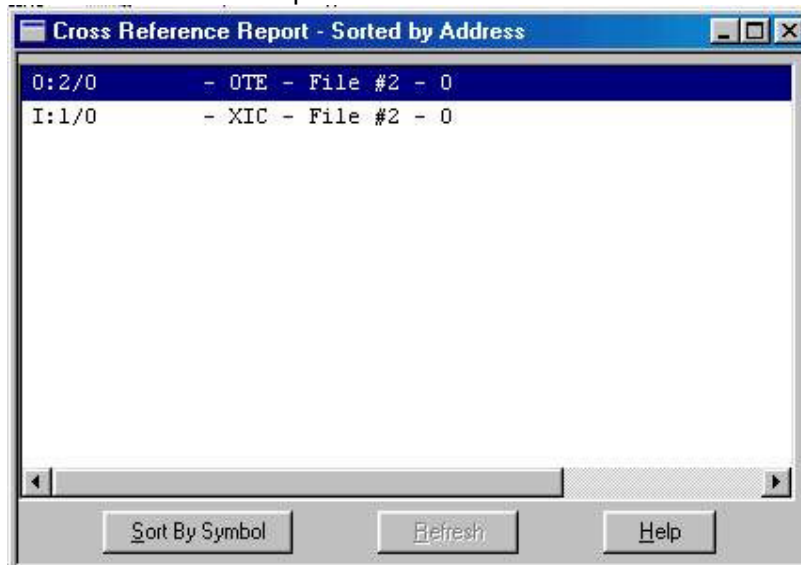 Cross Reference Report - Sorted by Address
O:2/0 - OTE - File #2 - 0
I:1/0 - XIC - File #2 - 0
Sort By Symbol Refresh Help